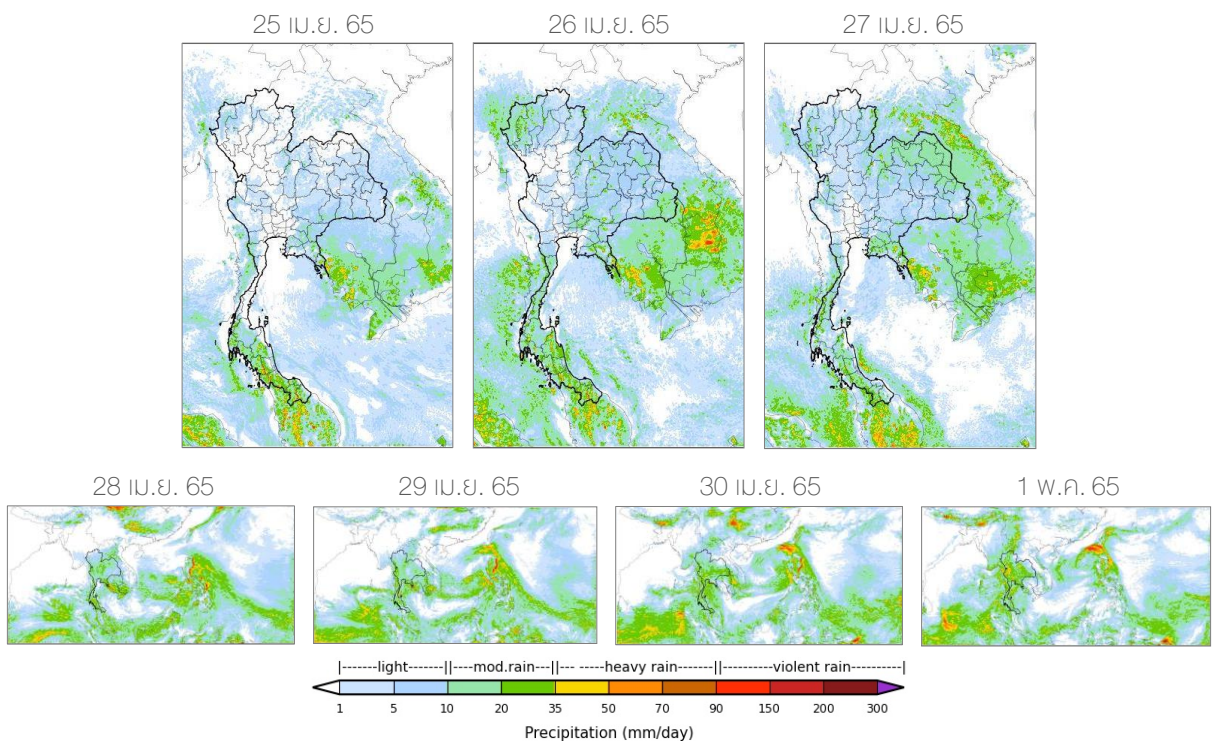 25 เม.ย. 65
26 เม.ย. 65
27 เม.ย. 65
28 เม.ย. 65
29 เม.ย. 65
30 เม.ย. 65
1 พ.ค. 65
|-------light-------||----mod.rain---||--- -----heavy rain-------||-----------violent rain-----------|
1 5 10 20 35 50 70 90 150 200 300
Precipitation (mm/day)